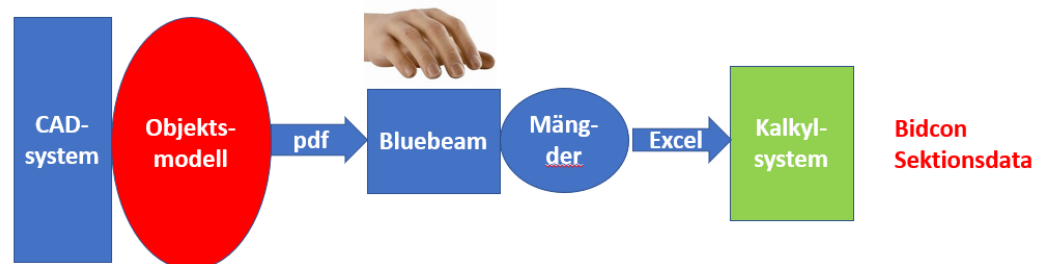 CAD-
system
Objekts-
modell
pdf
Bluebeam
Mäng-
der
Excel
Kalkyl-
system
Bidcon
Sektionsdata